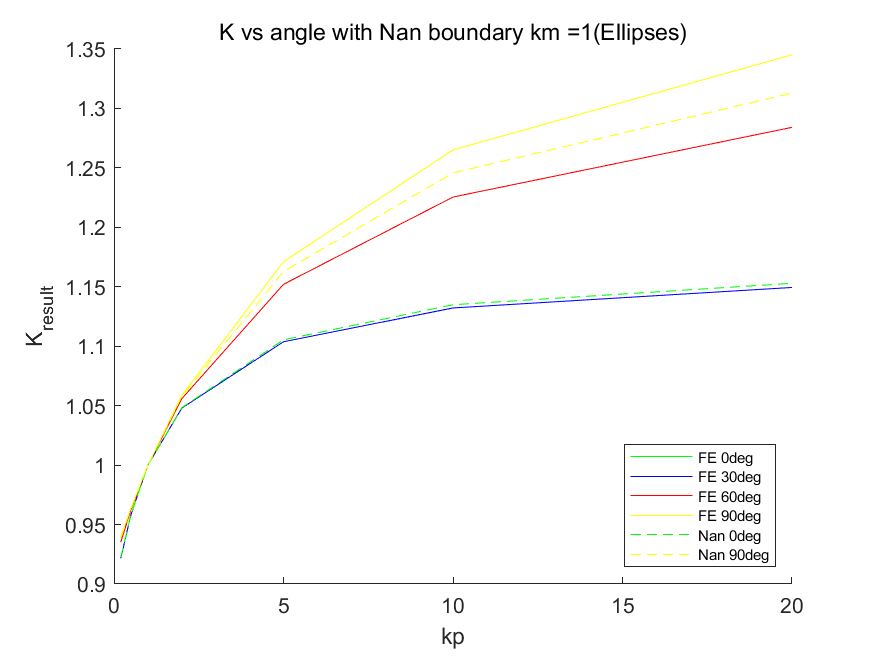 K vs angle with Nan boundary km =1(Ellipses)
1.35
1.3
1.25
1.2
1.15
1.1
1.05
1
0.95
0.9
K_result
FE 0deg
FE 30deg
FE 60deg
FE 90deg
Nan 0deg
Nan 90deg
0 5 10 15 20
kp